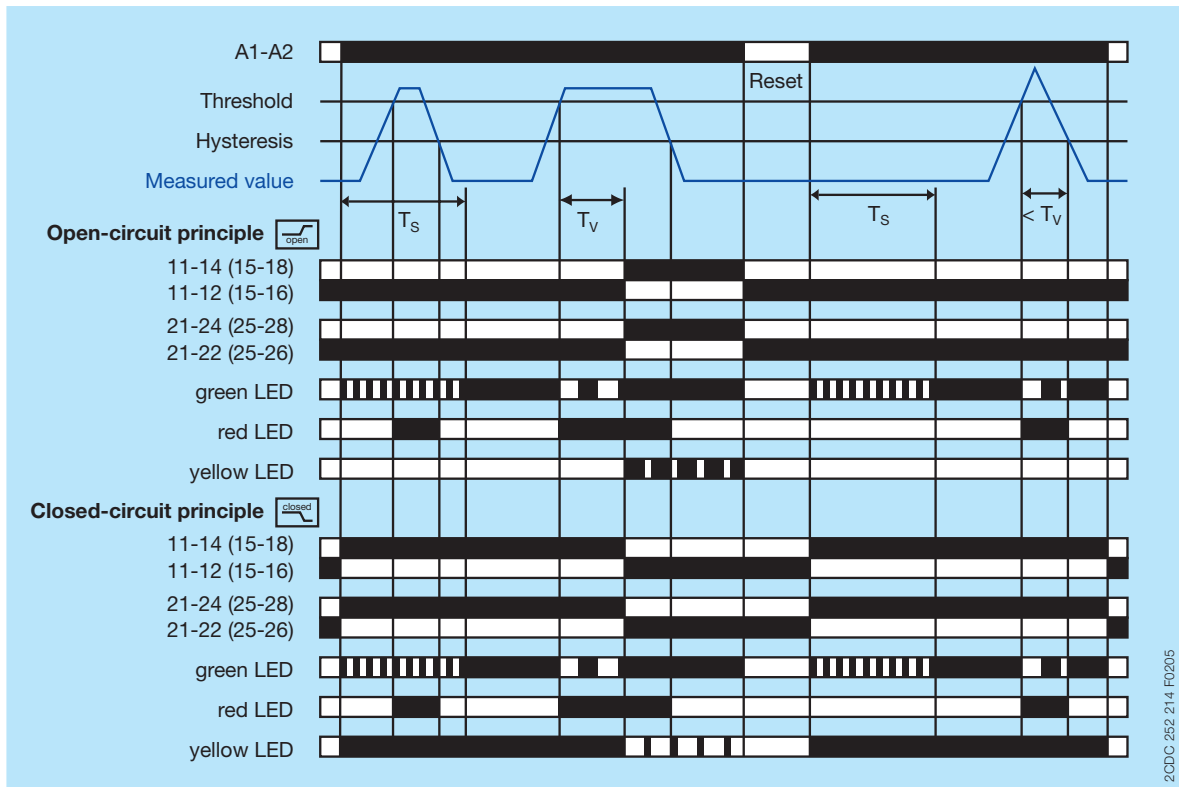 A1-A2
Reset
Threshold
Hysteresis
Measured value
TS
TV
TS
< TV
Open-circuit principle open
11-14 (15-18)
11-12 (15-16)
21-24 (25-28)
21-22 (25-26)
green LED
red LED
yellow LED
Closed-circuit principle closed
11-14 (15-18)
11-12 (15-16)
21-24 (25-28)
21-22 (25-26)
green LED
red LED
yellow LED
2CDC 252 214 F0205